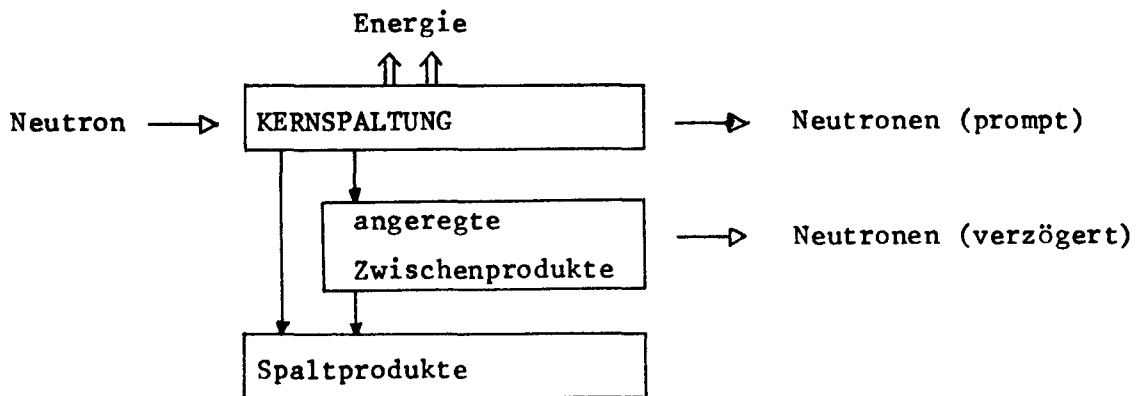 Energie
Neutron
KERNSPALTUNG
Neutronen (prompt)
angeregte
Zwischenprodukte
Neutronen (verzögert)
Spaltprodukte